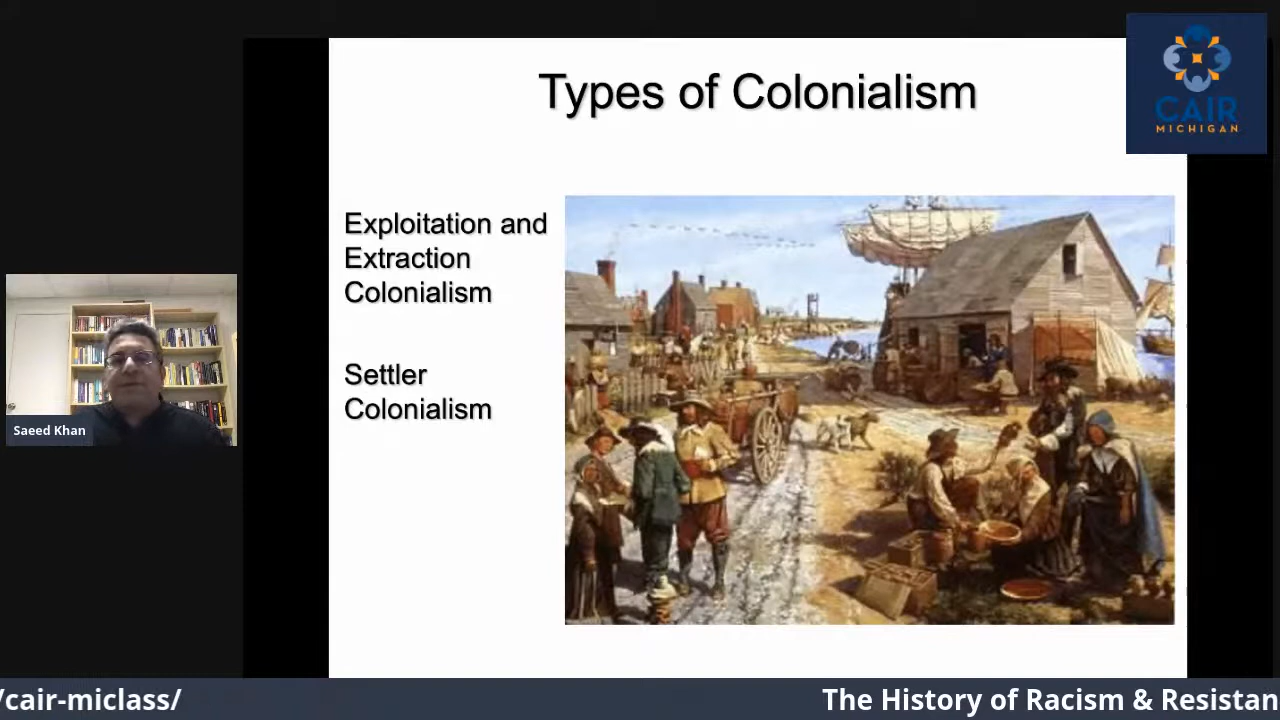 Types of Colonialism
CAIR
MICHIGAN
Exploitation and
Extraction
Colonialism
Settler
Colonialism
Saeed Khan
/cair-miclass/
The History of Racism & Resistan